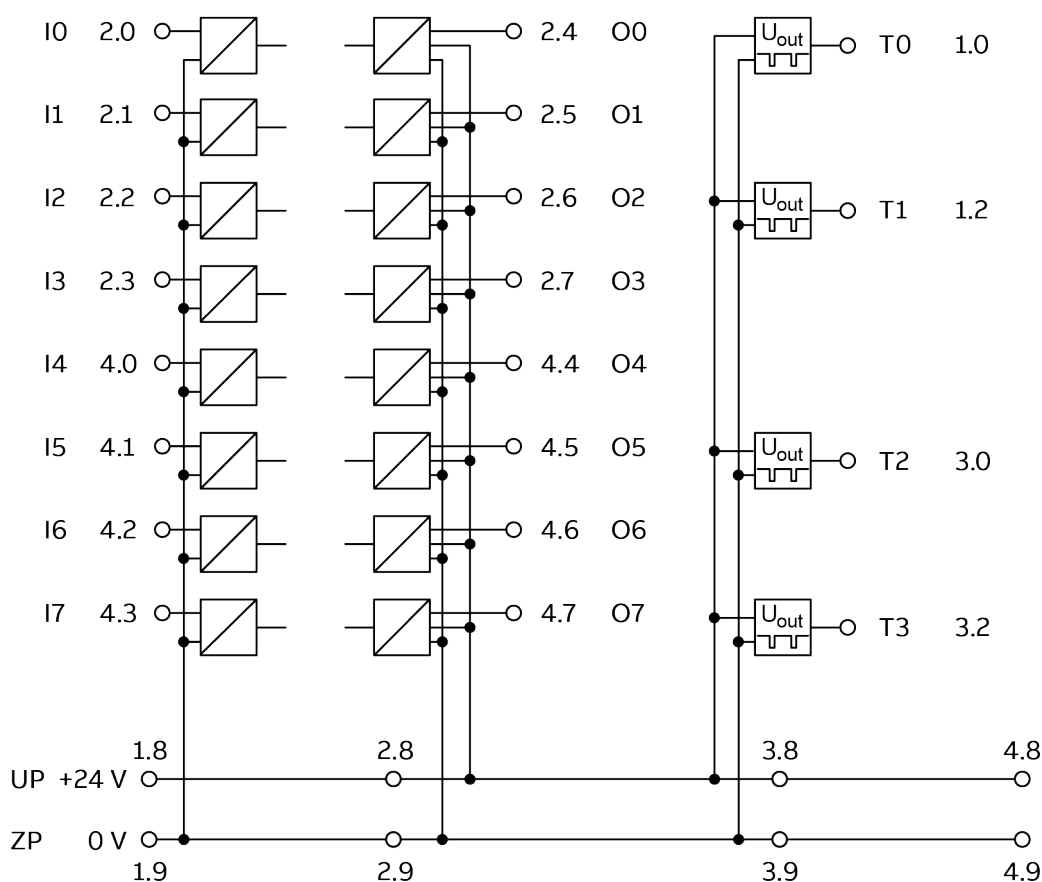 I0 2.0 2.4 O0 Uout T0 1.0
I1 2.1 2.5 O1
I2 2.2 2.6 O2 Uout T1 1.2
I3 2.3 2.7 O3
I4 4.0 4.4 O4
I5 4.1 4.5 O5 Uout T2 3.0
I6 4.2 4.6 O6
I7 4.3 4.7 O7 Uout T3 3.2
1.8 2.8 3.8 4.8
UP +24 V
ZP 0 V
1.9 2.9 3.9 4.9